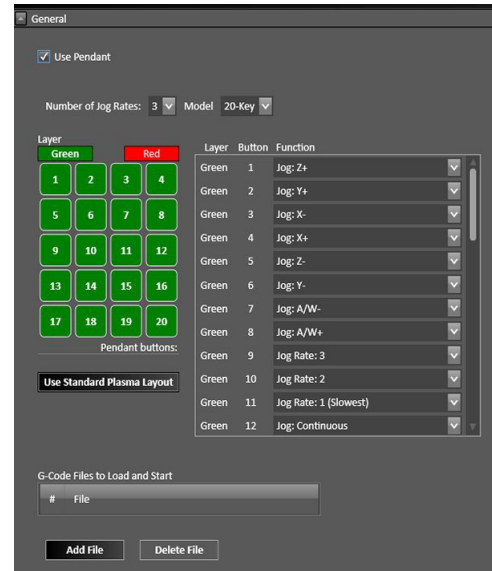 General
Use Pendant
Number of Jog Rates: 3 Model 20-Key
Layer
Green Red
1 2 3 4
5 6 7 8
9 10 11 12
13 14 15 16
17 18 19 20
Pendant buttons:
Use Standard Plasma Layout
Layer Button Function
Green 1 Jog: Z+
Green 2 Jog: Y+
Green 3 Jog: X-
Green 4 Jog: X+
Green 5 Jog: Z-
Green 6 Jog: Y-
Green 7 Jog: A/W-
Green 8 Jog: A/W+
Green 9 Jog Rate: 3
Green 10 Jog Rate: 2
Green 11 Jog Rate: 1 (Slowest)
Green 12 Jog: Continuous
G-Code Files to Load and Start
# File
Add File Delete File